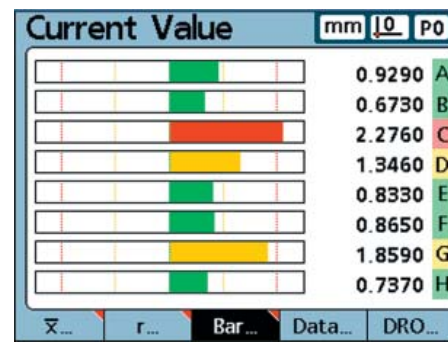 Current Value mm 0 P0
0.9290 A
0.6730 B
2.2760 C
1.3460 D
0.8330 E
0.8650 F
1.8590 G
0.7370 H
x̅... r... Bar... Data... DRO...